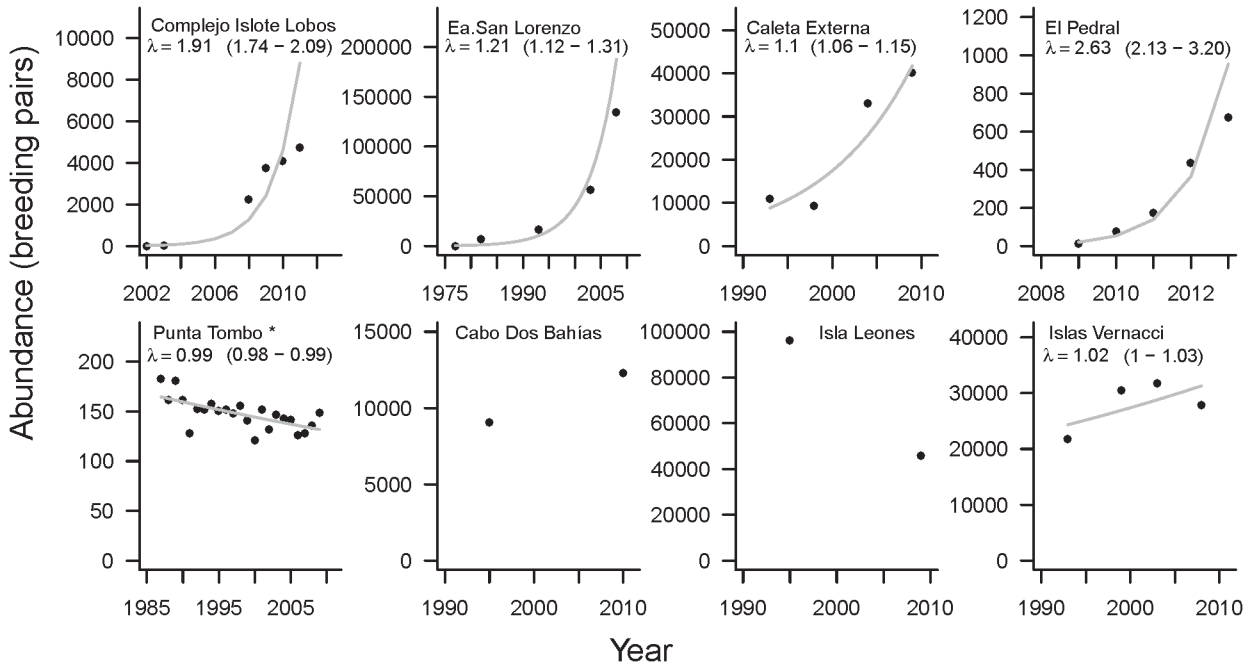 Abundance (breeding pairs)
Complejo Islote Lobos
λ = 1.91 (1.74 − 2.09)
10000
8000
6000
4000
2000
0
2002 2006 2010
Ea.San Lorenzo
λ = 1.21 (1.12 − 1.31)
200000
150000
100000
50000
0
1975 1990 2005
Caleta Externa
λ = 1.1 (1.06 − 1.15)
50000
40000
30000
20000
10000
0
1990 2000 2010
El Pedral
λ = 2.63 (2.13 − 3.20)
1200
1000
800
600
400
200
0
2008 2010 2012
Punta Tombo *
λ = 0.99 (0.98 − 0.99)
200
150
100
50
0
1985 1995 2005
Cabo Dos Bahías
15000
10000
5000
0
1990 2000 2010
Isla Leones
100000
80000
60000
40000
20000
0
1990 2000 2010
Islas Vernacci
λ = 1.02 (1 − 1.03)
40000
30000
20000
10000
0
1990 2000 2010
Year